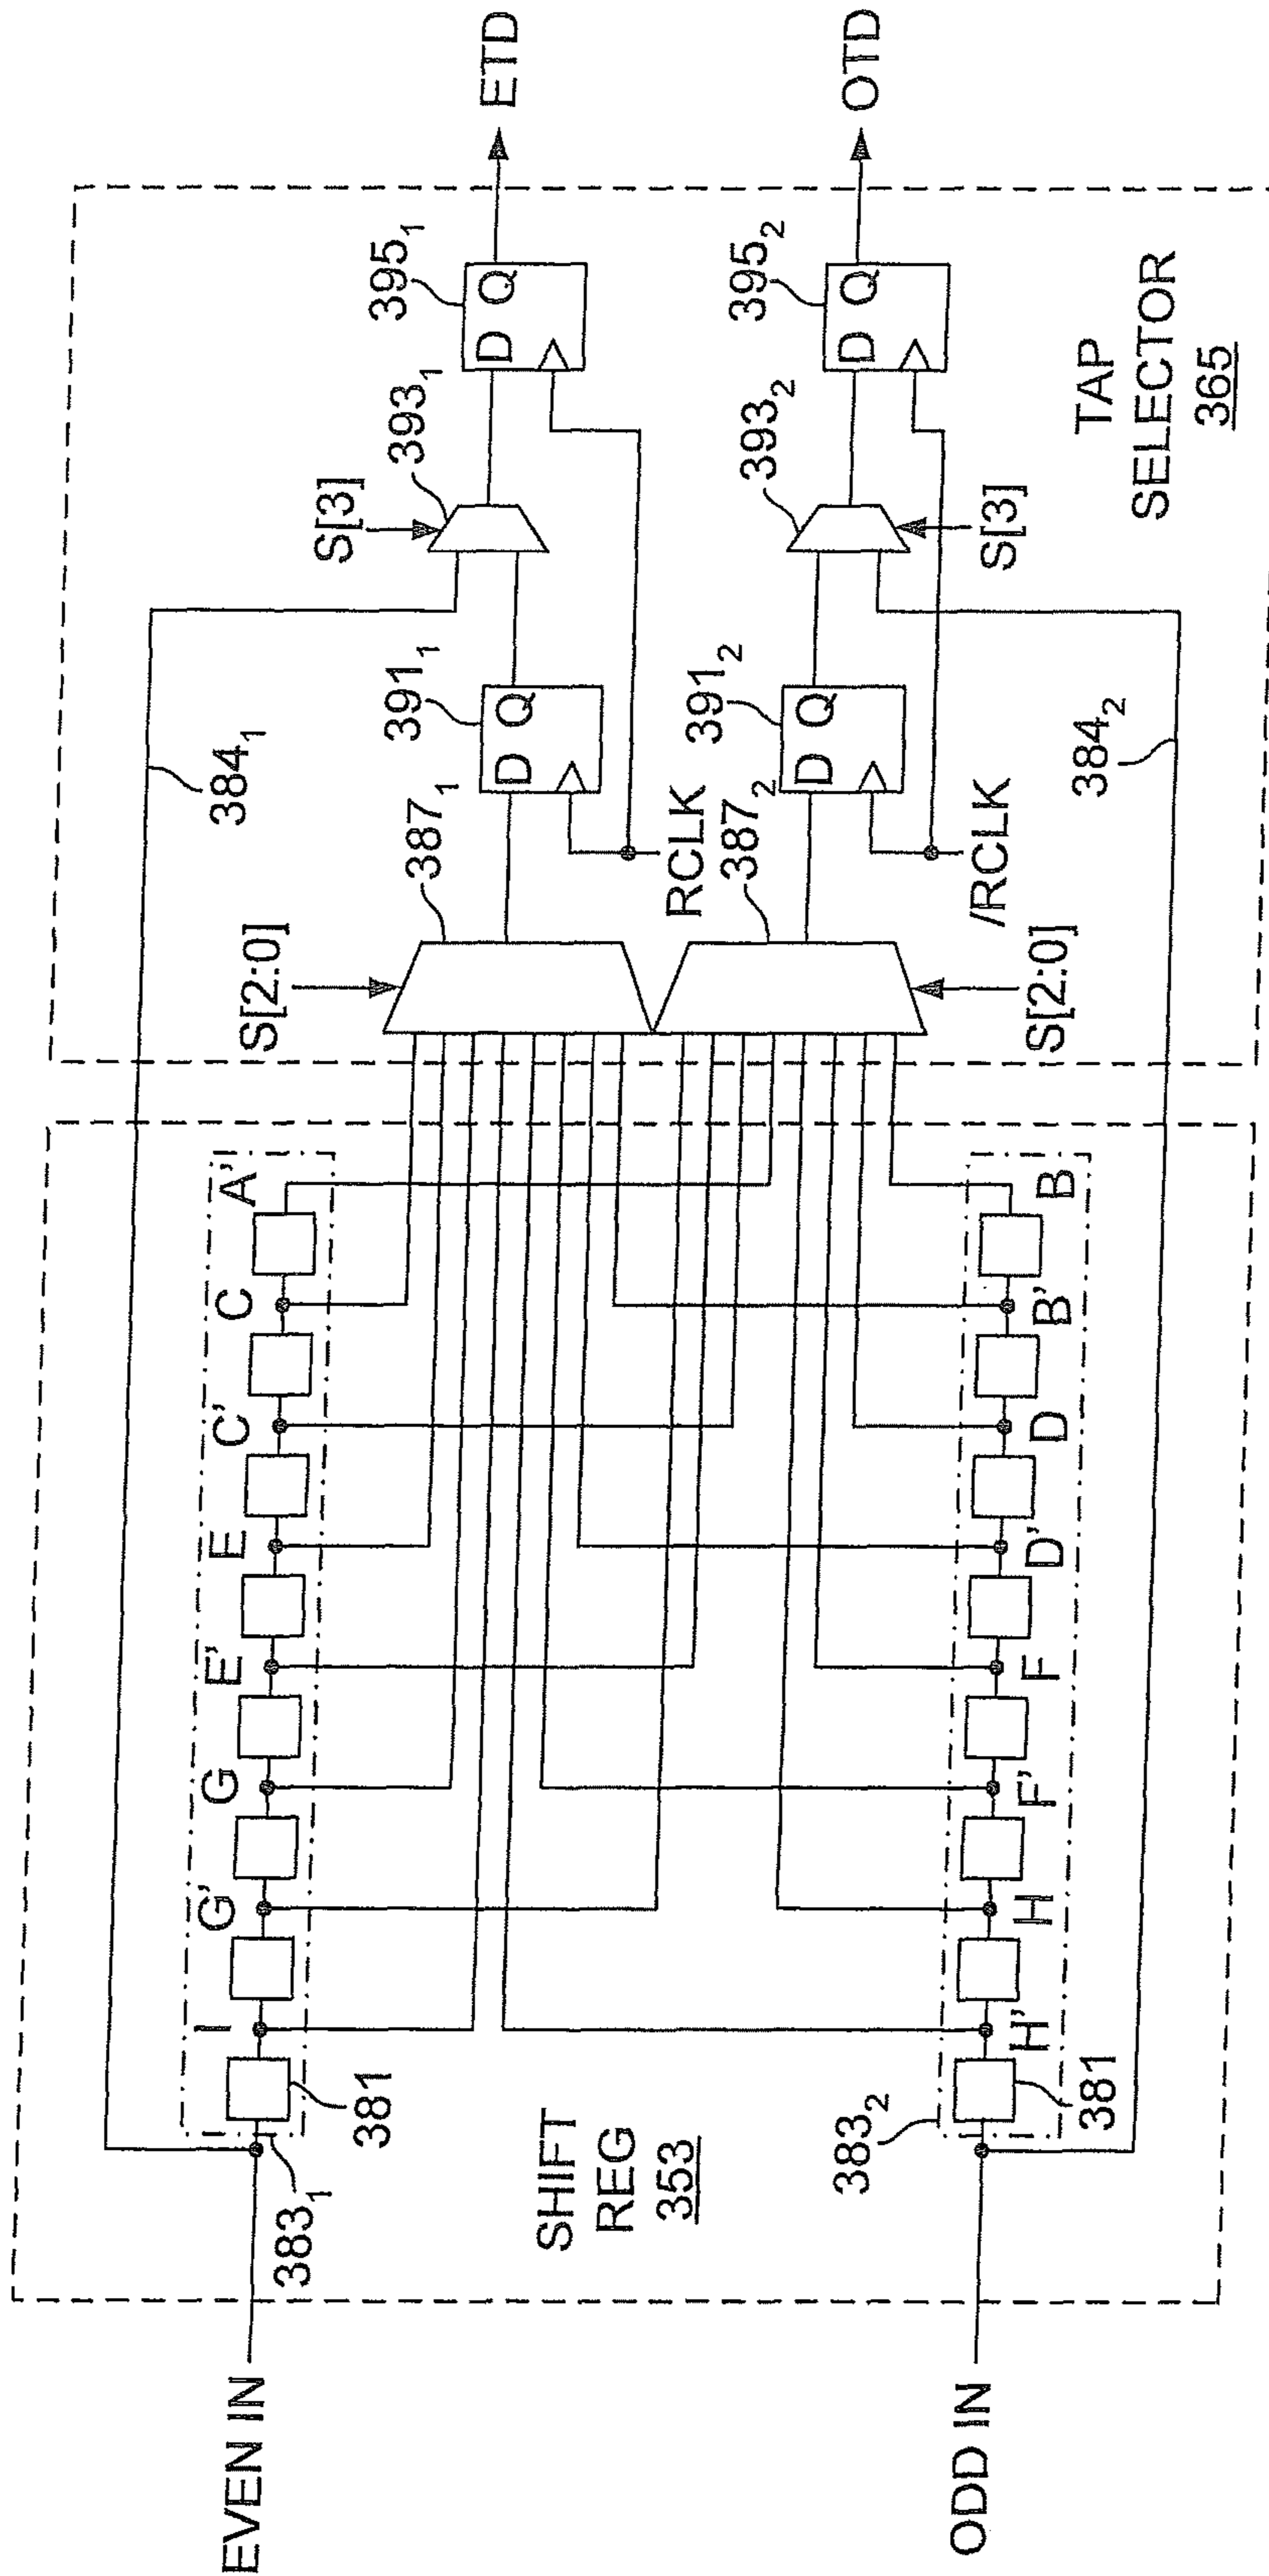 EVEN IN
383₁
381
I
G'
G
E'
E
C'
C
A'
384₁
S[2:0]
387₁
391₁
D Q
S[3]
393₁
395₁
D Q
ETD
RCLK
SHIFT
REG
353
387₂
391₂
D Q
393₂
S[3]
395₂
D Q
OTD
/RCLK
S[2:0]
TAP
SELECTOR
365
ODD IN
383₂
381
H'
H
F'
F
D'
D
B'
B
384₂